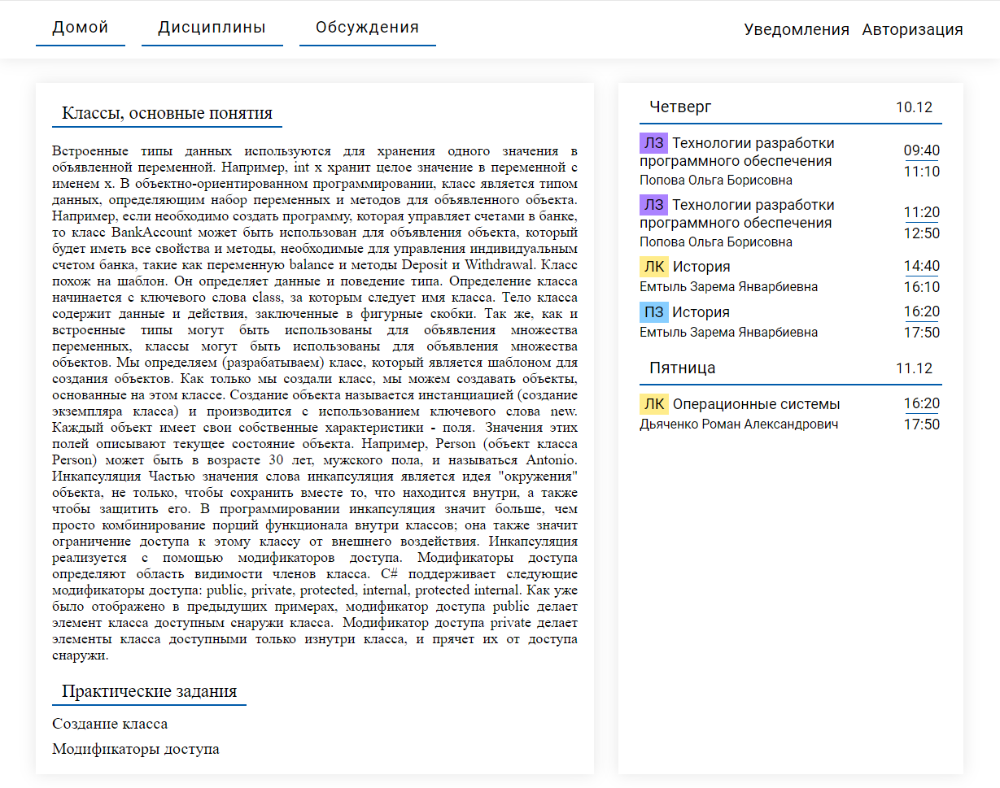 Домой Дисциплины Обсуждения Уведомления Авторизация
Классы, основные понятия
Встроенные типы данных используются для хранения одного значения в
объявленной переменной. Например, int x хранит целое значение в переменной с
именем x. В объектно-ориентированном программировании, класс является типом
данных, определяющим набор переменных и методов для объявленного объекта.
Например, если необходимо создать программу, которая управляет счетами в банке,
то класс BankAccount может быть использован для объявления объекта, который
будет иметь все свойства и методы, необходимые для управления индивидуальным
счетом банка, такие как переменную balance и методы Deposit и Withdrawal. Класс
похож на шаблон. Он определяет данные и поведение типа. Определение класса
начинается с ключевого слова class, за которым следует имя класса. Тело класса
содержит данные и действия, заключенные в фигурные скобки. Так же, как и
встроенные типы могут быть использованы для объявления множества
переменных, классы могут быть использованы для объявления множества
объектов. Мы определяем (разрабатываем) класс, который является шаблоном для
создания объектов. Как только мы создали класс, мы можем создавать объекты,
основанные на этом классе. Создание объекта называется инстанциацией (создание
экземпляра класса) и производится с использованием ключевого слова new.
Каждый объект имеет свои собственные характеристики - поля. Значения этих
полей описывают текущее состояние объекта. Например, Person (объект класса
Person) может быть в возрасте 30 лет, мужского пола, и называться Antonio.
Инкапсуляция Частью значения слова инкапсуляция является идея "окружения"
объекта, не только, чтобы сохранить вместе то, что находится внутри, а также
чтобы защитить его. В программировании инкапсуляция значит больше, чем
просто комбинирование порций функционала внутри классов; она также значит
ограничение доступа к этому классу от внешнего воздействия. Инкапсуляция
реализуется с помощью модификаторов доступа. Модификаторы доступа
определяют область видимости членов класса. C# поддерживает следующие
модификаторы доступа: public, private, protected, internal, protected internal. Как уже
было отображено в предыдущих примерах, модификатор доступа public делает
элемент класса доступным снаружи класса. Модификатор доступа private делает
элементы класса доступными только изнутри класса, и прячет их от доступа
снаружи.
Практические задания
Создание класса
Модификаторы доступа
Четверг 10.12
ЛЗ Технологии разработки
программного обеспечения
Попова Ольга Борисовна
09:40
11:10
ЛЗ Технологии разработки
программного обеспечения
Попова Ольга Борисовна
11:20
12:50
ЛК История 14:40
Емтыль Зарема Январбиевна 16:10
ПЗ История 16:20
Емтыль Зарема Январбиевна 17:50
Пятница 11.12
ЛК Операционные системы 16:20
Дьяченко Роман Александрович 17:50